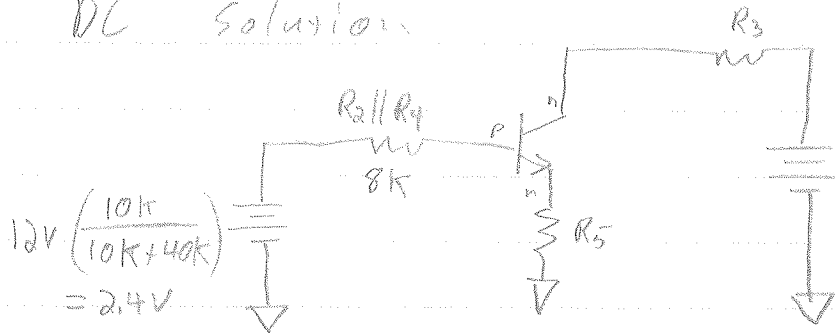 DC Solution
R3
R2||R4
p
n
8K
n
R5
12V (10K / 10K+40K)
= 2.4V